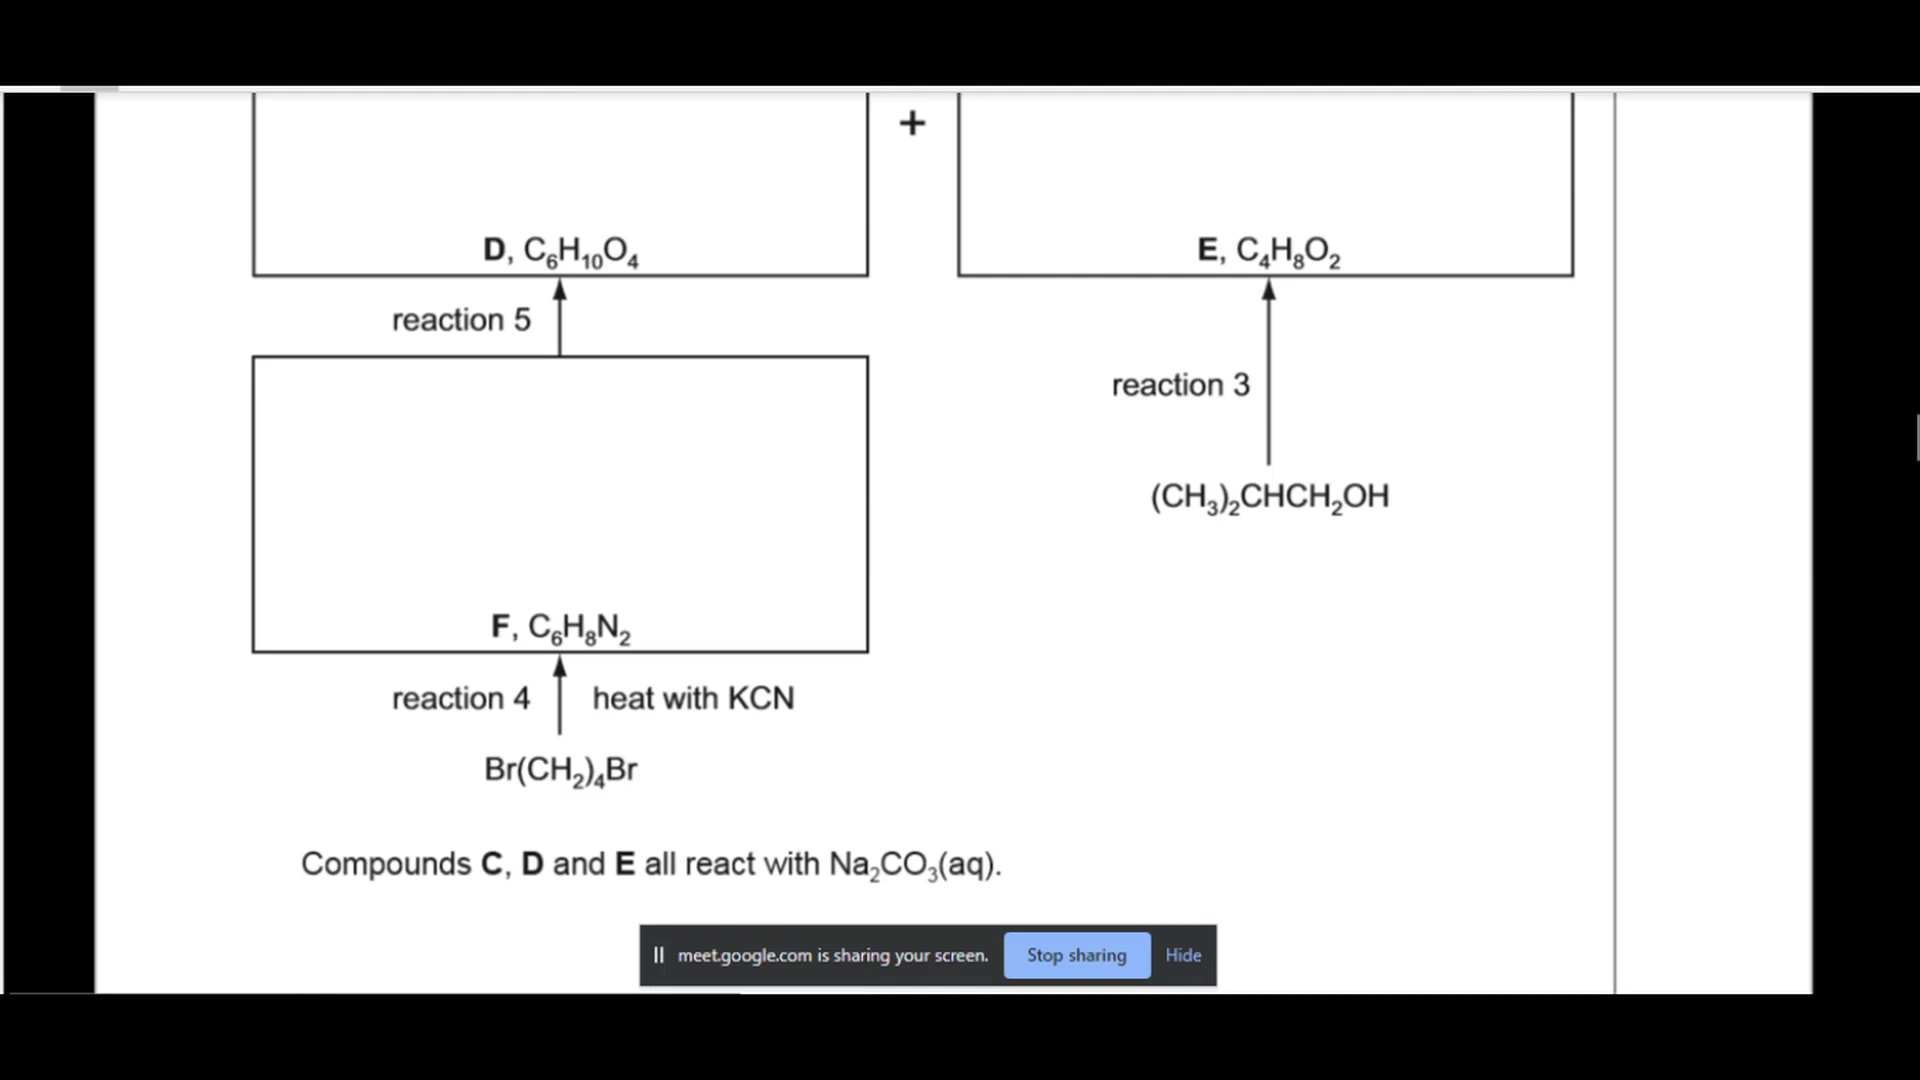 +
D, C₆H₁₀O₄
E, C₄H₈O₂
reaction 5
reaction 3
(CH₃)₂CHCH₂OH
F, C₆H₈N₂
reaction 4
heat with KCN
Br(CH₂)₄Br
Compounds C, D and E all react with Na₂CO₃(aq).
meet.google.com is sharing your screen.
Stop sharing
Hide